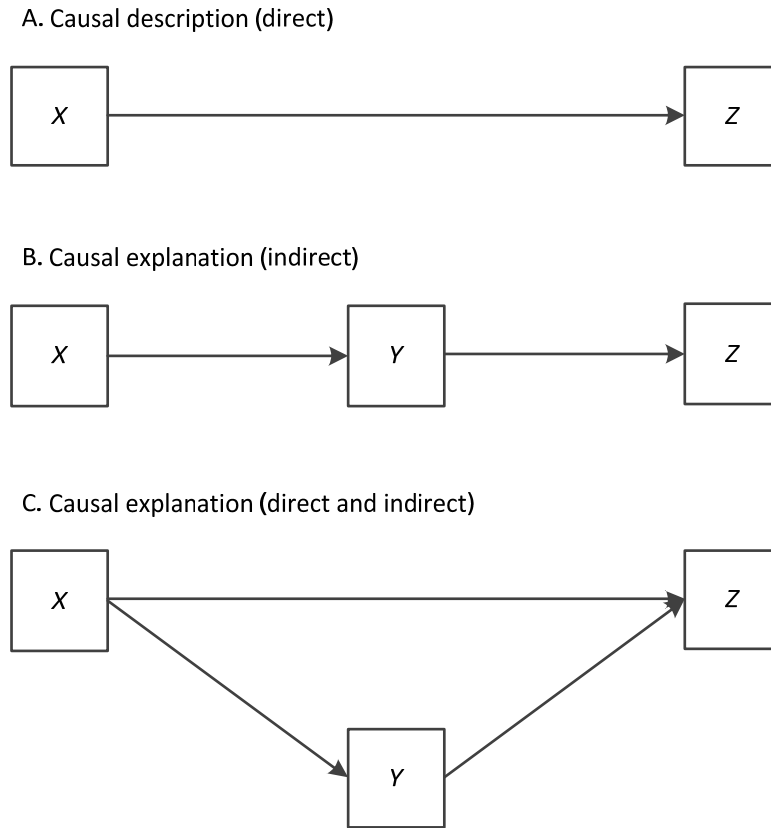 A. Causal description (direct)
X Z
B. Causal explanation (indirect)
X Y Z
C. Causal explanation (direct and indirect)
X Z
Y